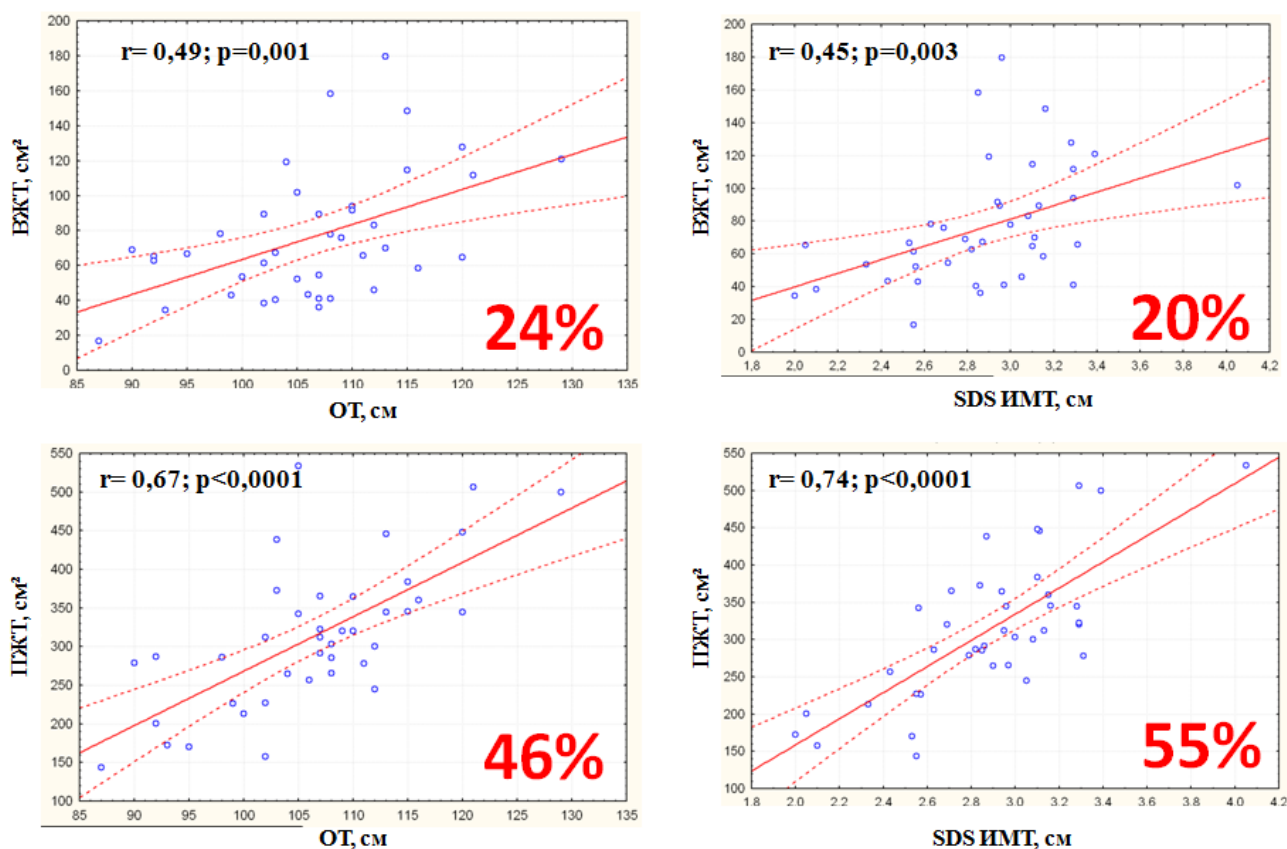 r= 0,49; p=0,001
200
180
160
140
120
100
80
60
40
20
0
ВЖТ, см²
24%
85 90 95 100 105 110 115 120 125 130 135
ОТ, см
r= 0,45; p=0,003
200
180
160
140
120
100
80
60
40
20
0
ВЖТ, см²
20%
1,8 2,0 2,2 2,4 2,6 2,8 3,0 3,2 3,4 3,6 3,8 4,0 4,2
SDS ИМТ, см
r= 0,67; p<0,0001
550
500
450
400
350
300
250
200
150
100
ПЖТ, см²
46%
85 90 95 100 105 110 115 120 125 130 135
ОТ, см
r= 0,74; p<0,0001
550
500
450
400
350
300
250
200
150
100
ПЖТ, см²
55%
1.8 2.0 2.2 2.4 2.6 2.8 3.0 3.2 3.4 3.6 3.8 4.0 4.2
SDS ИМТ, см